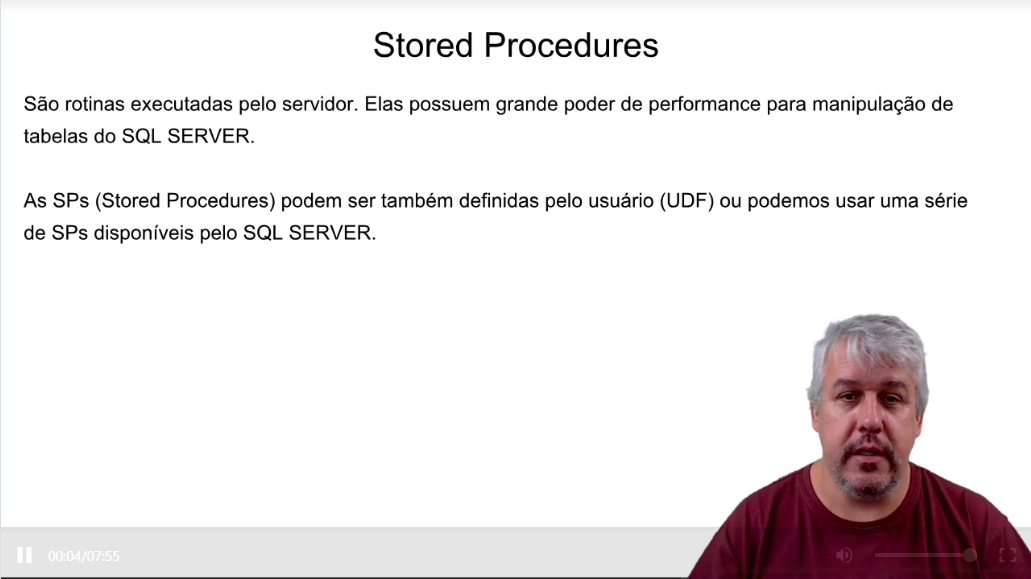 Stored Procedures
São rotinas executadas pelo servidor. Elas possuem grande poder de performance para manipulação de
tabelas do SQL SERVER.
As SPs (Stored Procedures) podem ser também definidas pelo usuário (UDF) ou podemos usar uma série
de SPs disponíveis pelo SQL SERVER.
00:04/07:55